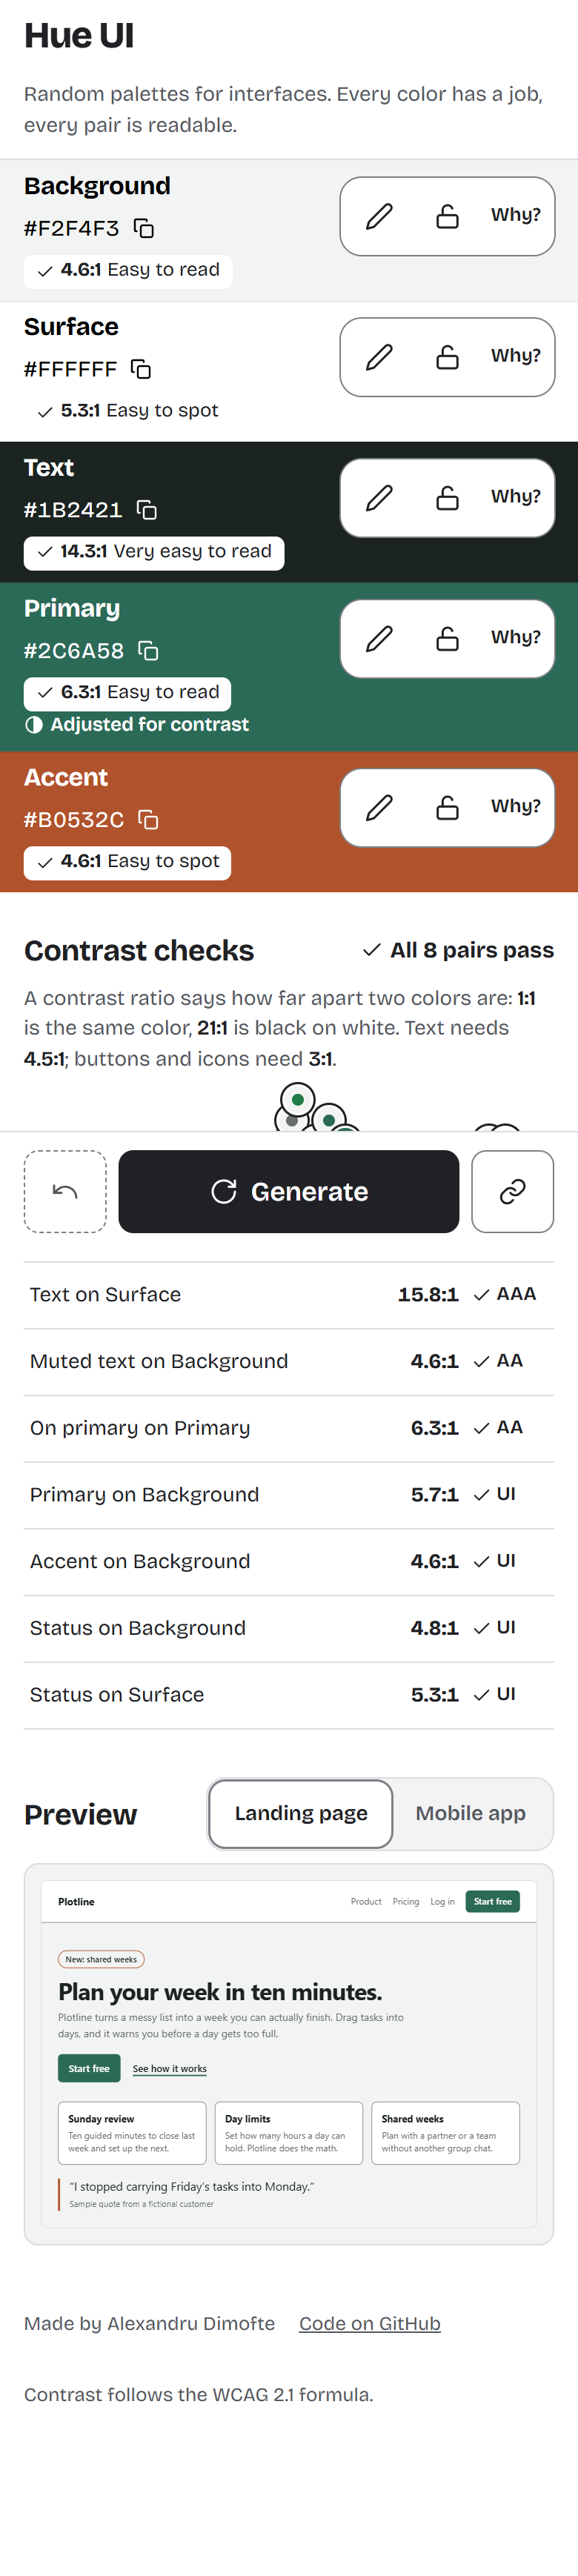 Hue UI
Random palettes for interfaces. Every color has a job,
every pair is readable.
Background
#F2F4F3
Why?
4.6:1 Easy to read
Surface
#FFFFFF
Why?
5.3:1 Easy to spot
Text
#1B2421
Why?
14.3:1 Very easy to read
Primary
#2C6A58
Why?
6.3:1 Easy to read
Adjusted for contrast
Accent
#B0532C
Why?
4.6:1 Easy to spot
Contrast checks
All 8 pairs pass
A contrast ratio says how far apart two colors are: 1:1
is the same color, 21:1 is black on white. Text needs
4.5:1; buttons and icons need 3:1.
Generate
Text on Surface 15.8:1 AAA
Muted text on Background 4.6:1 AA
On primary on Primary 6.3:1 AA
Primary on Background 5.7:1 UI
Accent on Background 4.6:1 UI
Status on Background 4.8:1 UI
Status on Surface 5.3:1 UI
Preview
Landing page
Mobile app
Plotline
Product Pricing Log in Start free
New: shared weeks
Plan your week in ten minutes.
Plotline turns a messy list into a week you can actually finish. Drag tasks into
days, and it warns you before a day gets too full.
Start free
See how it works
Sunday review
Ten guided minutes to close last
week and set up the next.
Day limits
Set how many hours a day can
hold. Plotline does the math.
Shared weeks
Plan with a partner or a team
without another group chat.
"I stopped carrying Friday's tasks into Monday."
Sample quote from a fictional customer
Made by Alexandru Dimofte
Code on GitHub
Contrast follows the WCAG 2.1 formula.